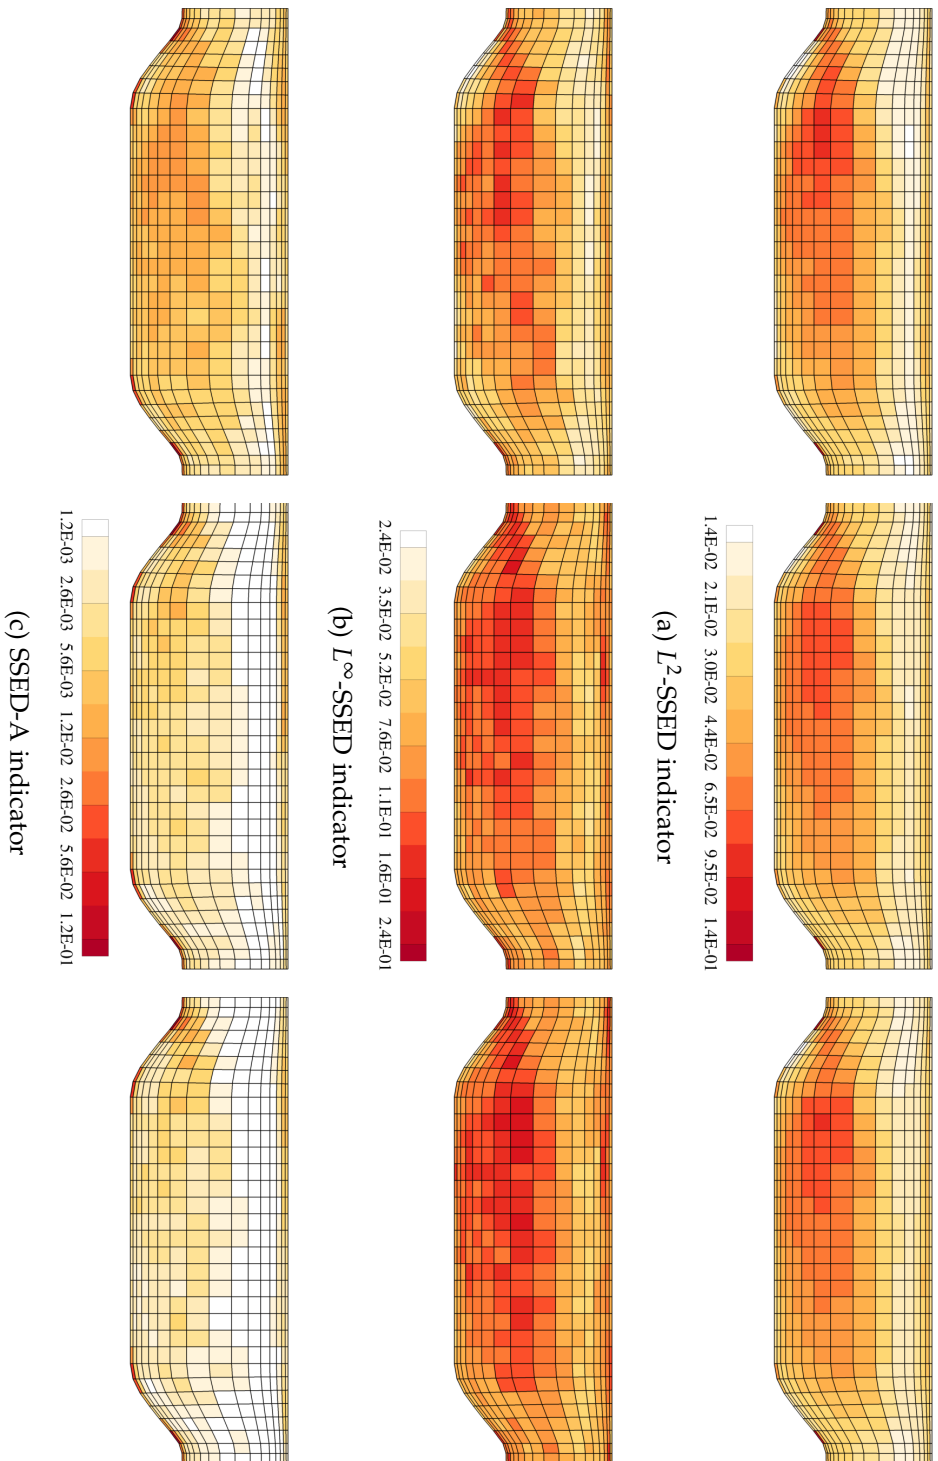 1.4E-02 2.1E-02 3.0E-02 4.4E-02 6.5E-02 9.5E-02 1.4E-01
(a) L²-SSED indicator
2.4E-02 3.5E-02 5.2E-02 7.6E-02 1.1E-01 1.6E-01 2.4E-01
(b) L∞-SSED indicator
1.2E-03 2.6E-03 5.6E-03 1.2E-02 2.6E-02 5.6E-02 1.2E-01
(c) SSED-A indicator